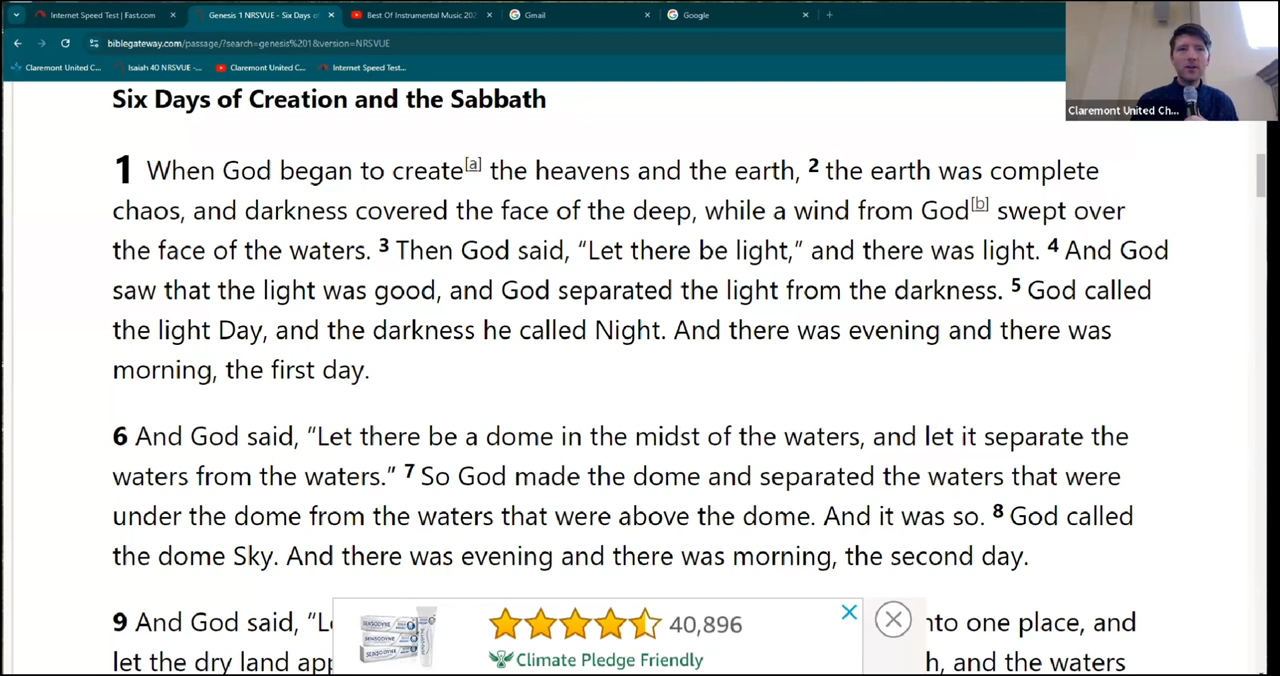 Internet Speed Test | Fast.com
Genesis 1 NRSVUE - Six Days of
Best Of Instrumental Music 202
Gmail
Google
biblegateway.com/passage/?search=genesis%201&version=NRSVUE
Claremont United C...
Isaiah 40 NRSVUE -...
Claremont United C...
Internet Speed Test...
Claremont United Ch...
Six Days of Creation and the Sabbath
1 When God began to create[a] the heavens and the earth, 2 the earth was complete
chaos, and darkness covered the face of the deep, while a wind from God[b] swept over
the face of the waters. 3 Then God said, “Let there be light,” and there was light. 4 And God
saw that the light was good, and God separated the light from the darkness. 5 God called
the light Day, and the darkness he called Night. And there was evening and there was
morning, the first day.
6 And God said, “Let there be a dome in the midst of the waters, and let it separate the
waters from the waters.” 7 So God made the dome and separated the waters that were
under the dome from the waters that were above the dome. And it was so. 8 God called
the dome Sky. And there was evening and there was morning, the second day.
9 And God said, “L
nto one place, and
let the dry land app
h, and the waters
SENSODYNE
SENSODYNE
SENSODYNE
40,896
Climate Pledge Friendly